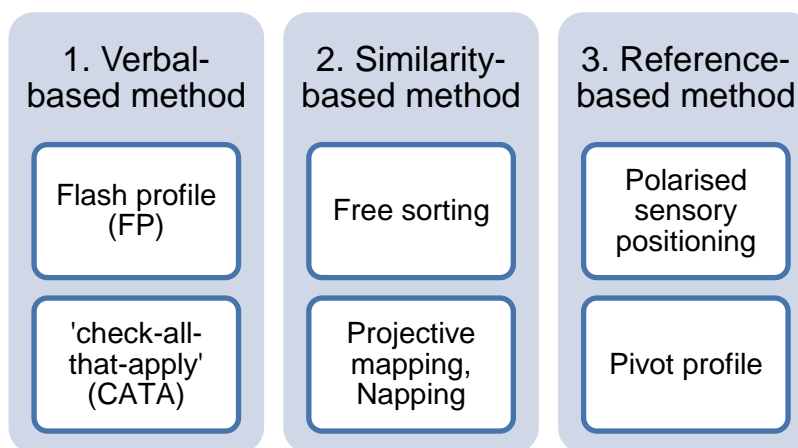 1. Verbal-
based method
Flash profile
(FP)
'check-all-
that-apply'
(CATA)
2. Similarity-
based method
Free sorting
Projective
mapping,
Napping
3. Reference-
based method
Polarised
sensory
positioning
Pivot profile